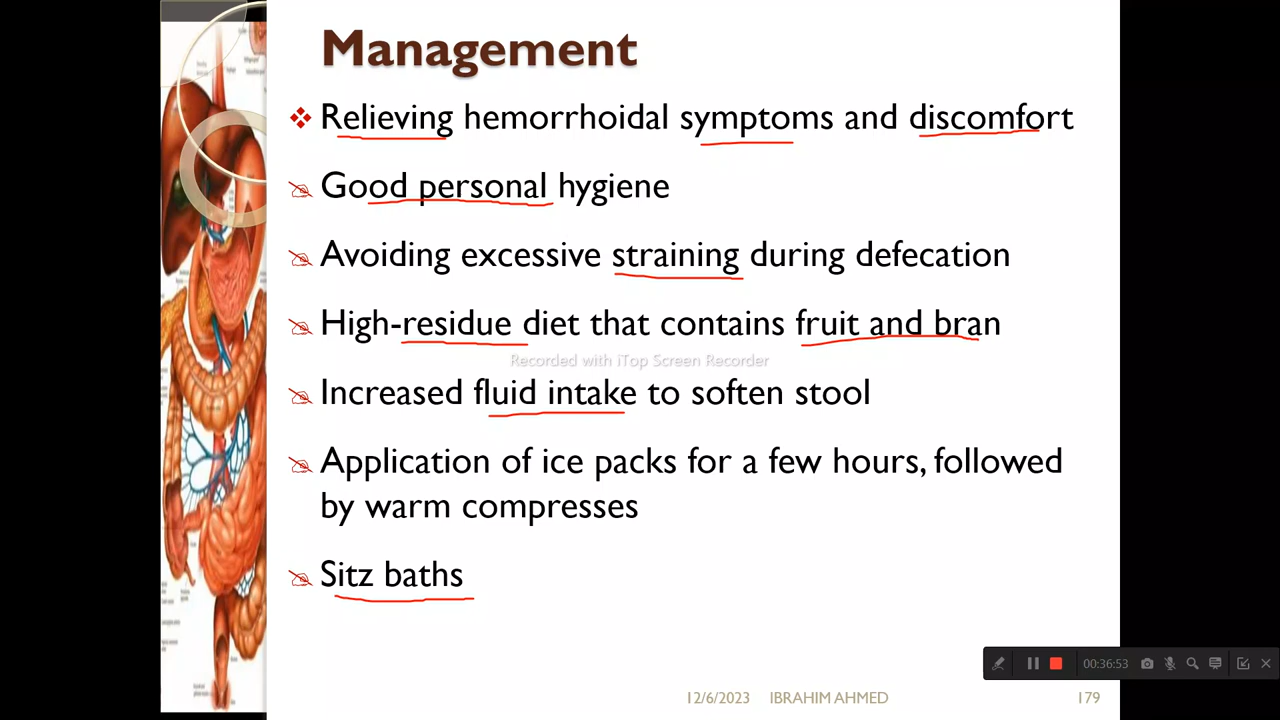 Management
Relieving hemorrhoidal symptoms and discomfort
Good personal hygiene
Avoiding excessive straining during defecation
High-residue diet that contains fruit and bran
Recorded with iTop Screen Recorder
Increased fluid intake to soften stool
Application of ice packs for a few hours, followed
by warm compresses
Sitz baths
00:36:53
12/6/2023 IBRAHIM AHMED 179